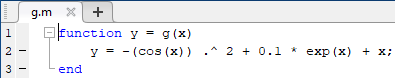 g.m × +
1 function y = g(x)
2 – y = -(cos(x)) .^ 2 + 0.1 * exp(x) + x;
3 – end